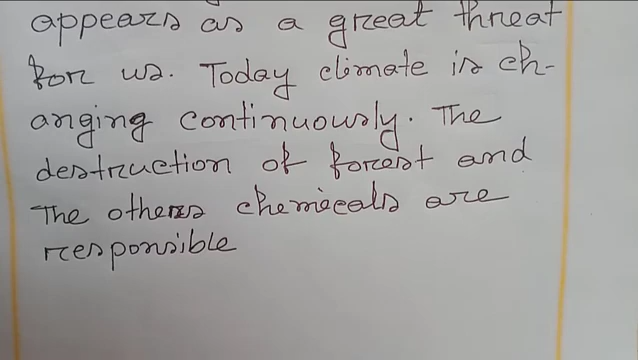 appears as a great threat
for us. Today climate is ch-
anging continuously. The
destruction of forest and
The others chemicals are
responsible